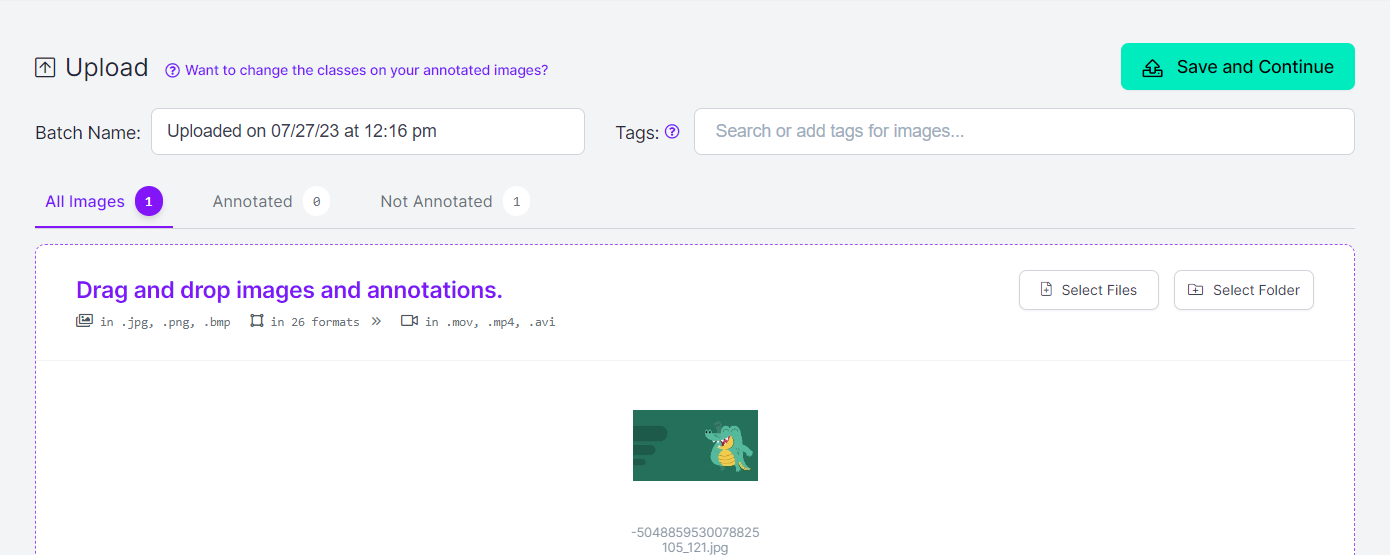 Upload
Want to change the classes on your annotated images?
Save and Continue
Batch Name:
Uploaded on 07/27/23 at 12:16 pm
Tags:
Search or add tags for images...
All Images 1
Annotated 0
Not Annotated 1
Drag and drop images and annotations.
Select Files
Select Folder
in .jpg, .png, .bmp
in 26 formats »
in .mov, .mp4, .avi
-5048859530078825
105_121.jpg